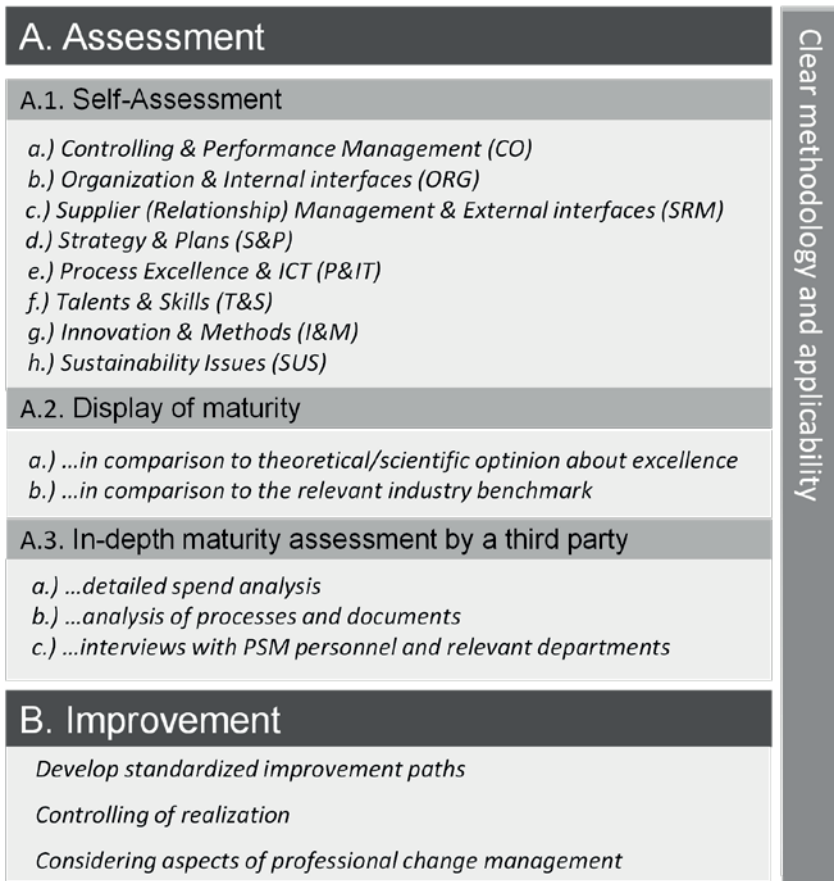 A. Assessment
A.1. Self-Assessment
a.) Controlling & Performance Management (CO)
b.) Organization & Internal interfaces (ORG)
c.) Supplier (Relationship) Management & External interfaces (SRM)
d.) Strategy & Plans (S&P)
e.) Process Excellence & ICT (P&IT)
f.) Talents & Skills (T&S)
g.) Innovation & Methods (I&M)
h.) Sustainability Issues (SUS)
A.2. Display of maturity
a.) ...in comparison to theoretical/scientific optinion about excellence
b.) ...in comparison to the relevant industry benchmark
A.3. In-depth maturity assessment by a third party
a.) ...detailed spend analysis
b.) ...analysis of processes and documents
c.) ...interviews with PSM personnel and relevant departments
B. Improvement
Develop standardized improvement paths
Controlling of realization
Considering aspects of professional change management
Clear methodology and applicability